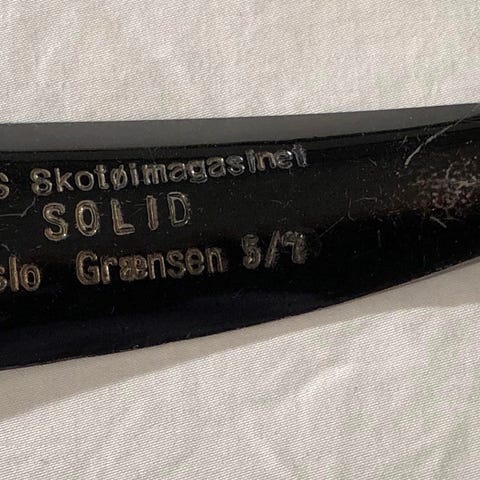 S Skotøimagasinet
SOLID
slo Grænsen 5/7